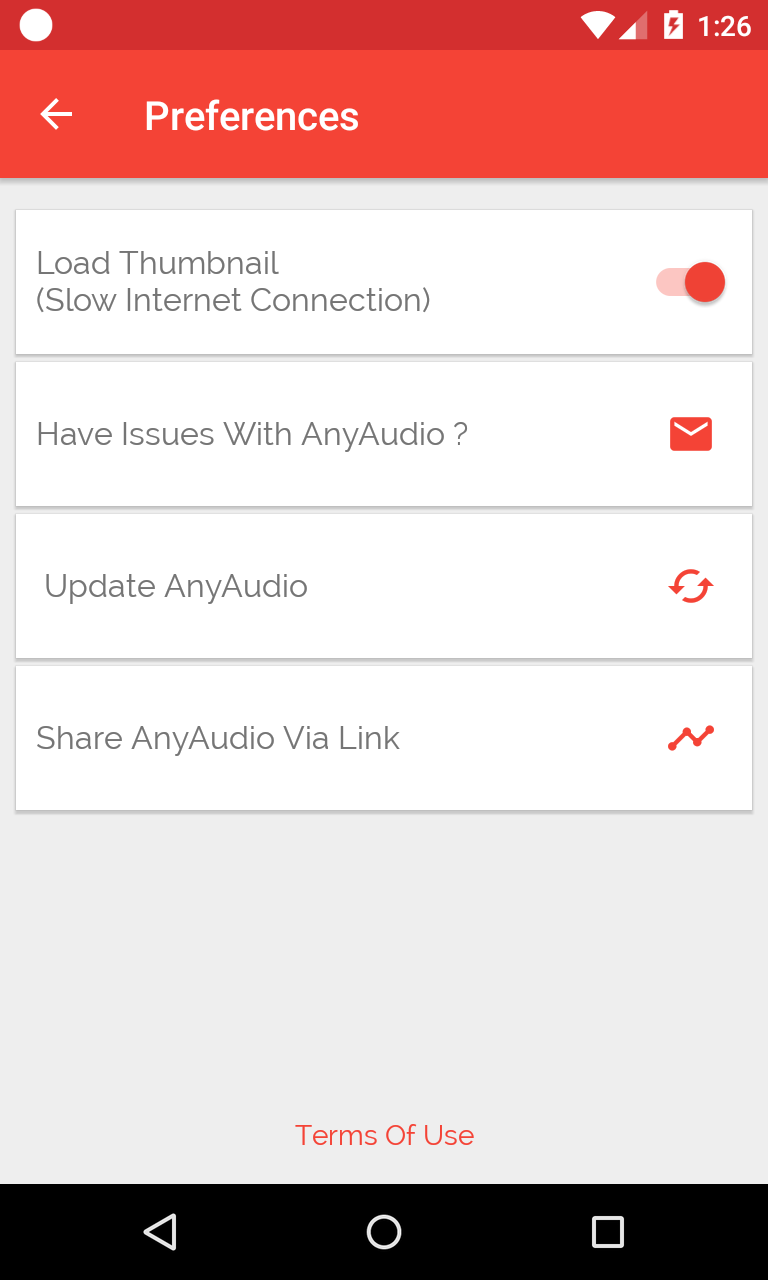 1:26
Preferences
Load Thumbnail
(Slow Internet Connection)
Have Issues With AnyAudio ?
Update AnyAudio
Share AnyAudio Via Link
Terms Of Use